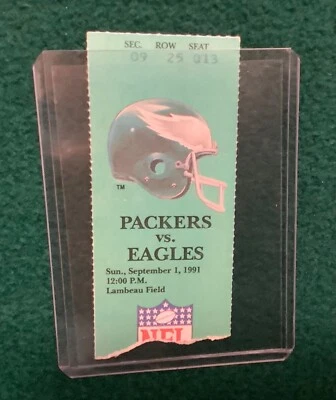 SEC. ROW SEAT
09 25 013
TM
PACKERS
vs.
EAGLES
Sun., September 1, 1991
12:00 P.M.
Lambeau Field
NFL